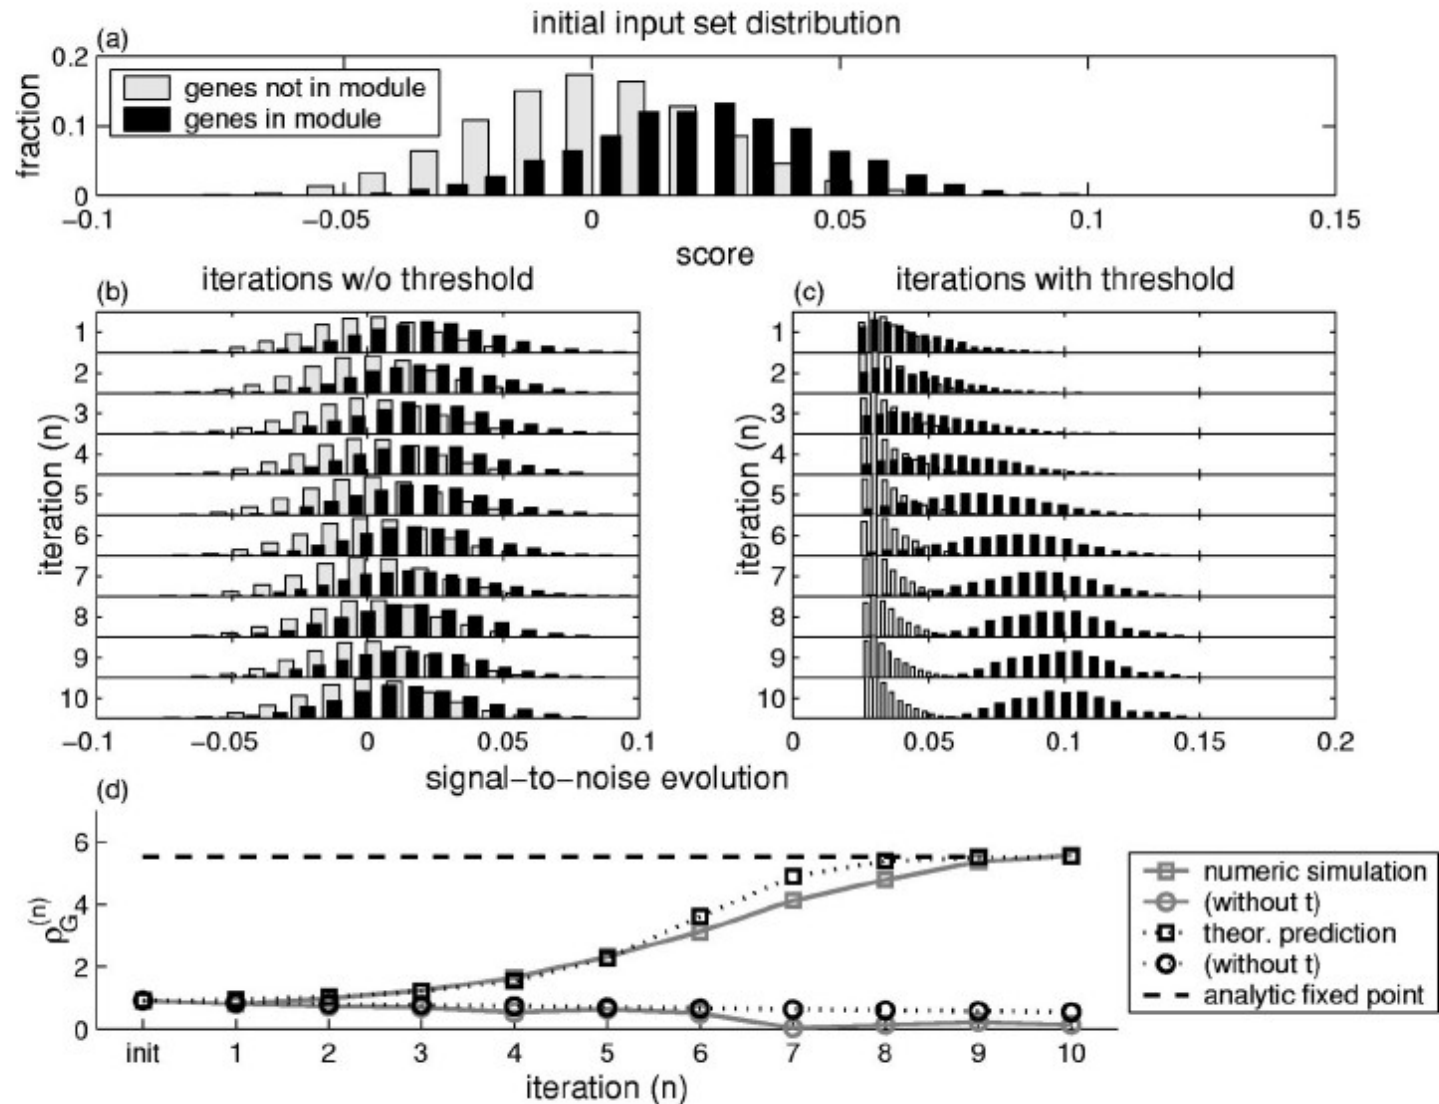 initial input set distribution
(a)
0.2
0.1
0
fraction
genes not in module
genes in module
−0.1 −0.05 0 0.05 0.1 0.15
score
iterations w/o threshold
(b)
iteration (n)
1
2
3
4
5
6
7
8
9
10
−0.1 −0.05 0 0.05 0.1
iterations with threshold
(c)
iteration (n)
1
2
3
4
5
6
7
8
9
10
0 0.05 0.1 0.15 0.2
signal−to−noise evolution
(d)
6
4
2
0
ρG(n)
init 1 2 3 4 5 6 7 8 9 10
iteration (n)
numeric simulation
(without t)
theor. prediction
(without t)
analytic fixed point